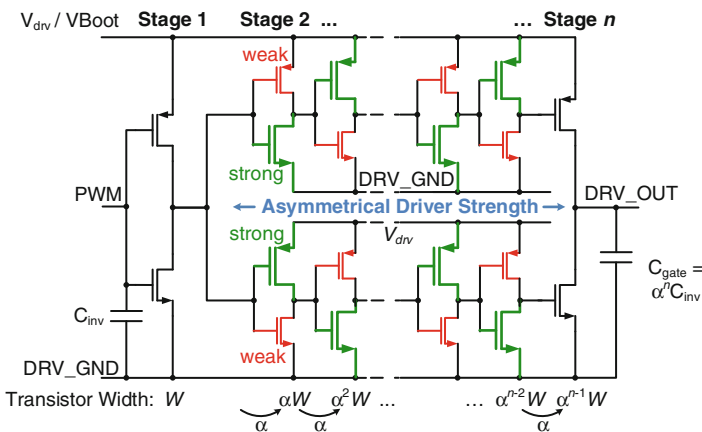 V_drv / VBoot Stage 1 Stage 2 ... ... Stage n
weak
strong
PWM
DRV_GND
DRV_OUT
Asymmetrical Driver Strength
strong
V_drv
C_gate =
α^n C_inv
C_inv
weak
DRV_GND
Transistor Width: W αW α^2 W ... ... α^n-2 W α^n-1 W
α α α